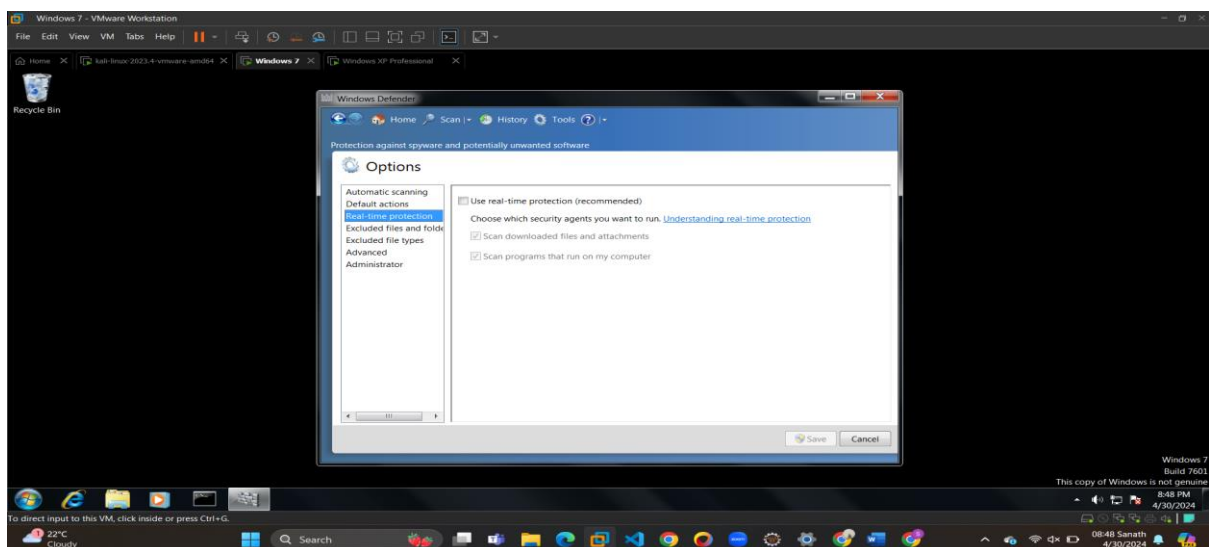 Windows 7 - VMware Workstation
File Edit View VM Tabs Help
Home kali-linux-2023.4-vmware-amd64 Windows 7 Windows XP Professional
Recycle Bin
Windows Defender
Home Scan History Tools
Protection against spyware and potentially unwanted software
Options
Automatic scanning
Default actions
Real-time protection
Excluded files and folde
Excluded file types
Advanced
Administrator
Use real-time protection (recommended)
Choose which security agents you want to run. Understanding real-time protection
Scan downloaded files and attachments
Scan programs that run on my computer
Save Cancel
Windows 7
Build 7601
This copy of Windows is not genuine
8:48 PM
4/30/2024
To direct input to this VM, click inside or press Ctrl+G.
1
22°C
Cloudy
Search
08:48 Sanath
4/30/2024